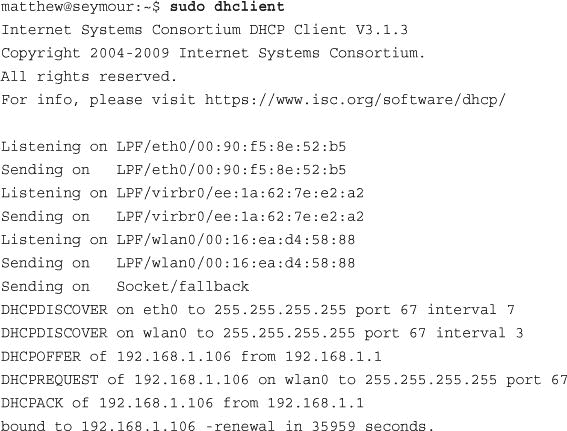 matthew@seymour:~$ sudo dhclient
Internet Systems Consortium DHCP Client V3.1.3
Copyright 2004-2009 Internet Systems Consortium.
All rights reserved.
For info, please visit https://www.isc.org/software/dhcp/
Listening on LPF/eth0/00:90:f5:8e:52:b5
Sending on   LPF/eth0/00:90:f5:8e:52:b5
Listening on LPF/virbr0/ee:1a:62:7e:e2:a2
Sending on   LPF/virbr0/ee:1a:62:7e:e2:a2
Listening on LPF/wlan0/00:16:ea:d4:58:88
Sending on   LPF/wlan0/00:16:ea:d4:58:88
Sending on   Socket/fallback
DHCPDISCOVER on eth0 to 255.255.255.255 port 67 interval 7
DHCPDISCOVER on wlan0 to 255.255.255.255 port 67 interval 3
DHCPOFFER of 192.168.1.106 from 192.168.1.1
DHCPREQUEST of 192.168.1.106 on wlan0 to 255.255.255.255 port 67
DHCPACK of 192.168.1.106 from 192.168.1.1
bound to 192.168.1.106 -renewal in 35959 seconds.